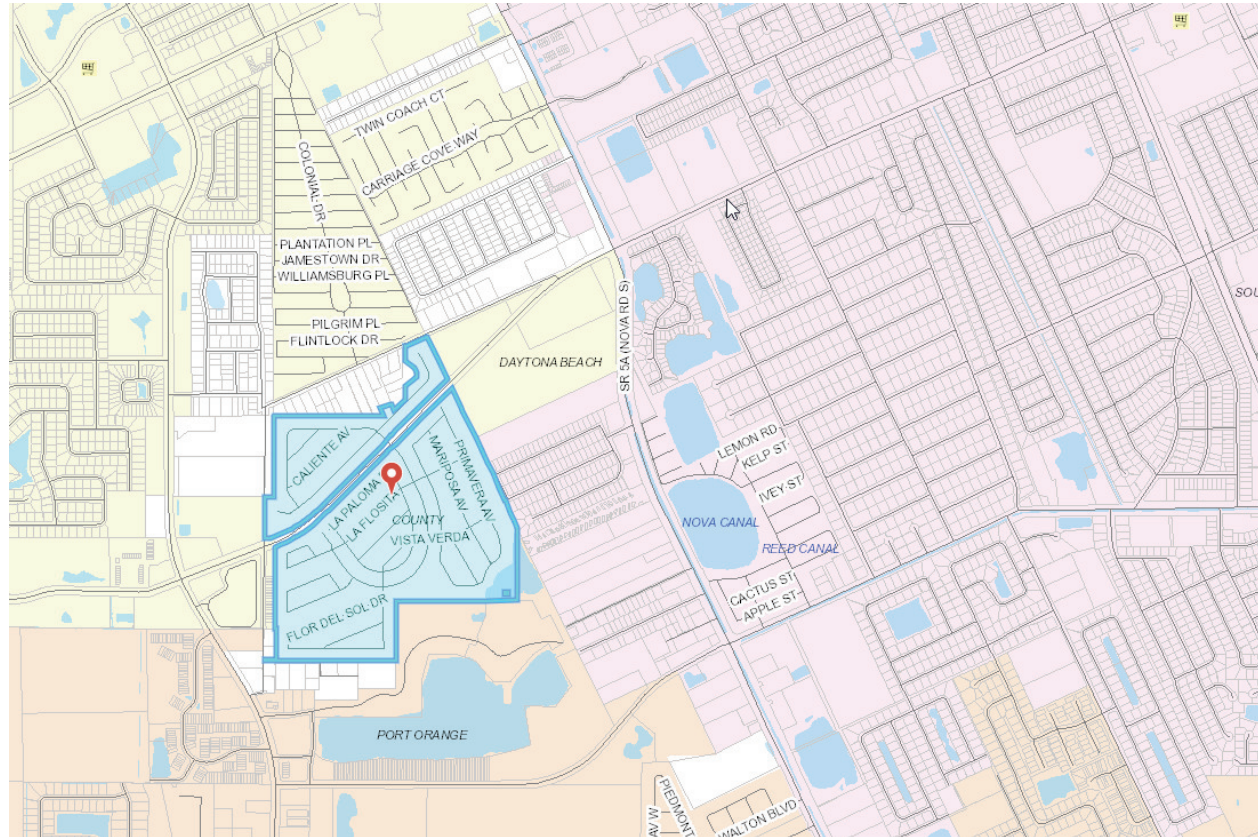 TWIN COACH CT
CARRIAGE COVE WAY
COLONIAL DR
PLANTATION PL
JAMESTOWN DR
WILLIAMSBURG PL
PILGRIM PL
FLINTLOCK DR
SR 5A (NOVA RD S)
SOU
DAYTONA BEACH
CALIENTE AV
LA PALOMA
LA FLOSITA
MARIPOSA AV
PRIMAVERA AV
COUNTY
VISTA VERDA
FLOR DEL SOL DR
LEMON RD
KELP ST
IVEY ST
NOVA CANAL
REED CANAL
CACTUS ST
APPLE ST
PORT ORANGE
AV W
PIEDMONT
WALTON BLVD